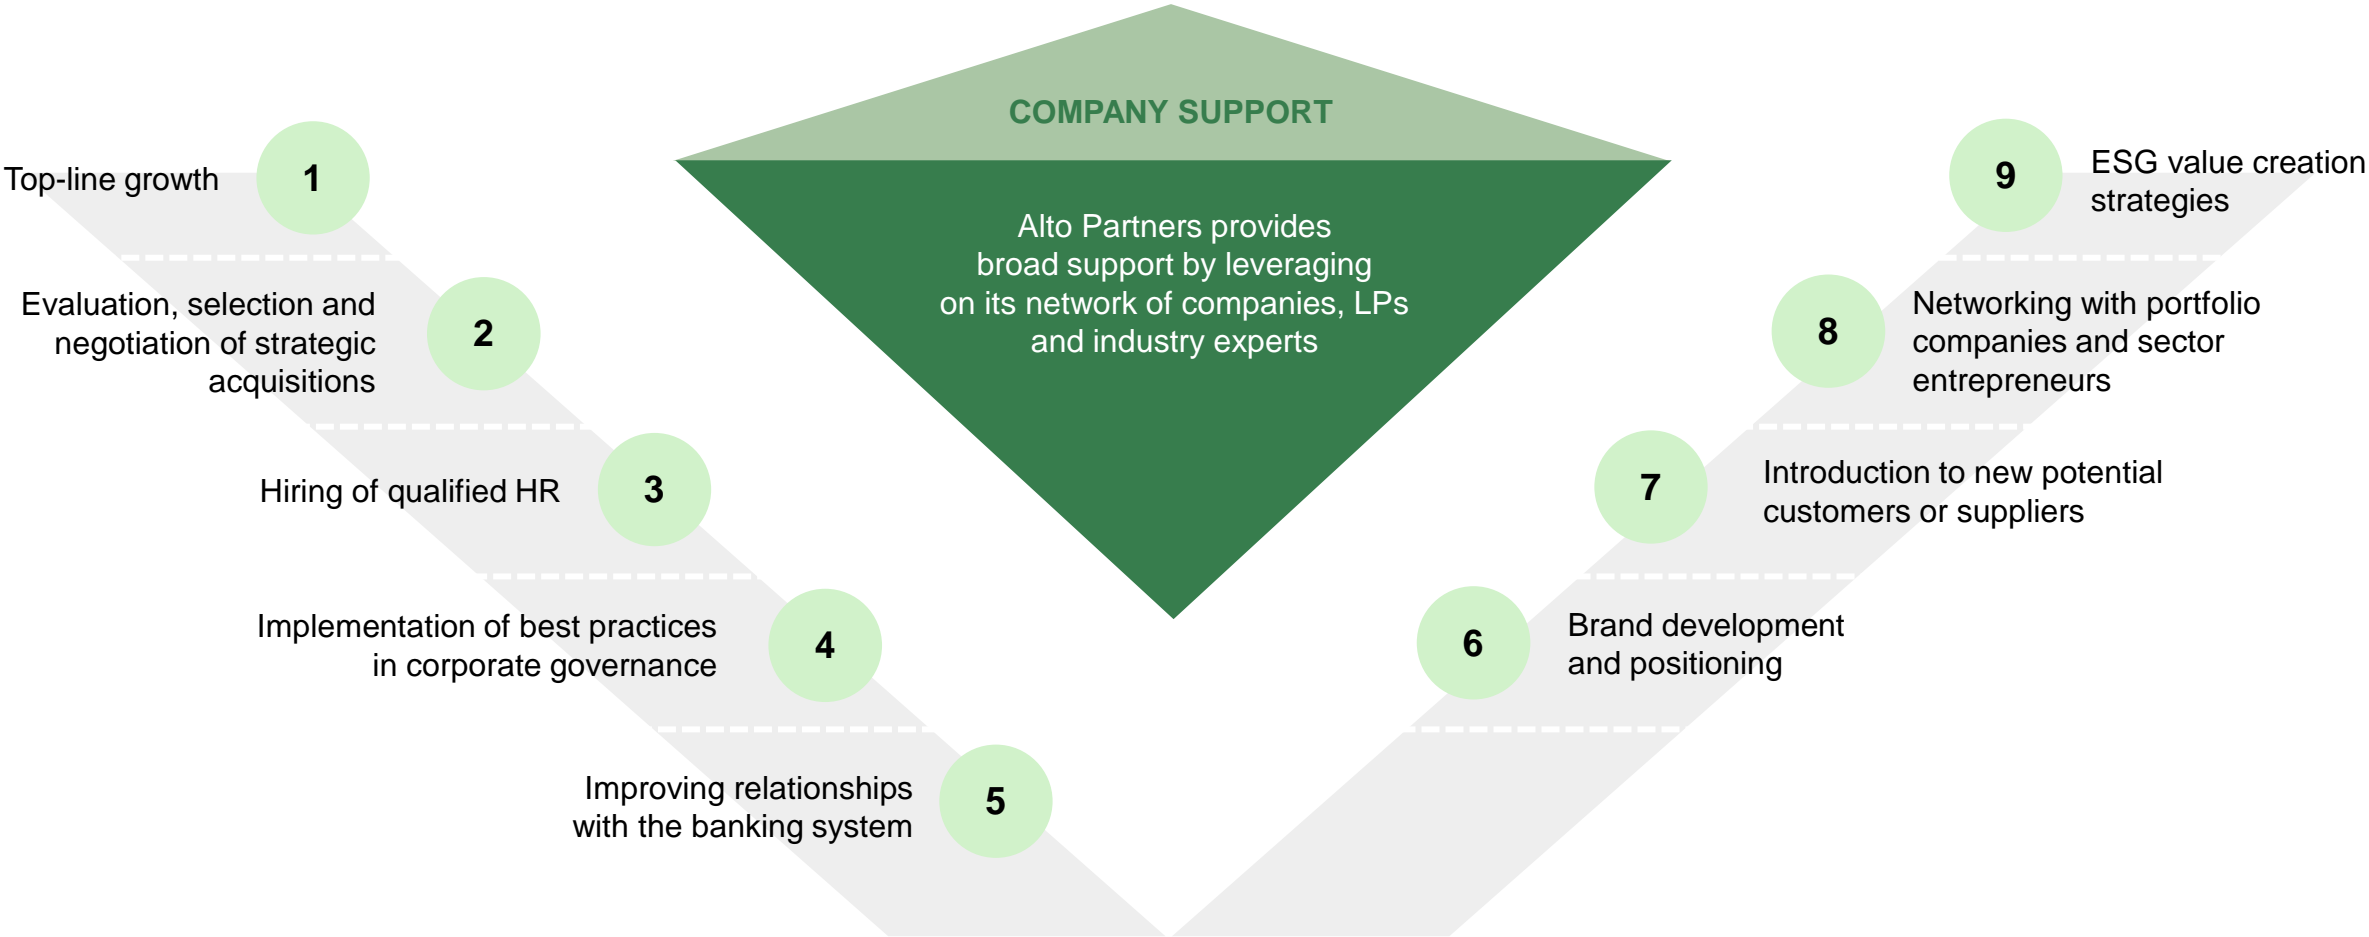 COMPANY SUPPORT
Alto Partners provides
broad support by leveraging
on its network of companies, LPs
and industry experts
Top-line growth
1
Evaluation, selection and
negotiation of strategic
acquisitions
2
Hiring of qualified HR
3
Implementation of best practices
in corporate governance
4
Improving relationships
with the banking system
5
6
Brand development
and positioning
7
Introduction to new potential
customers or suppliers
8
Networking with portfolio
companies and sector
entrepreneurs
9
ESG value creation
strategies